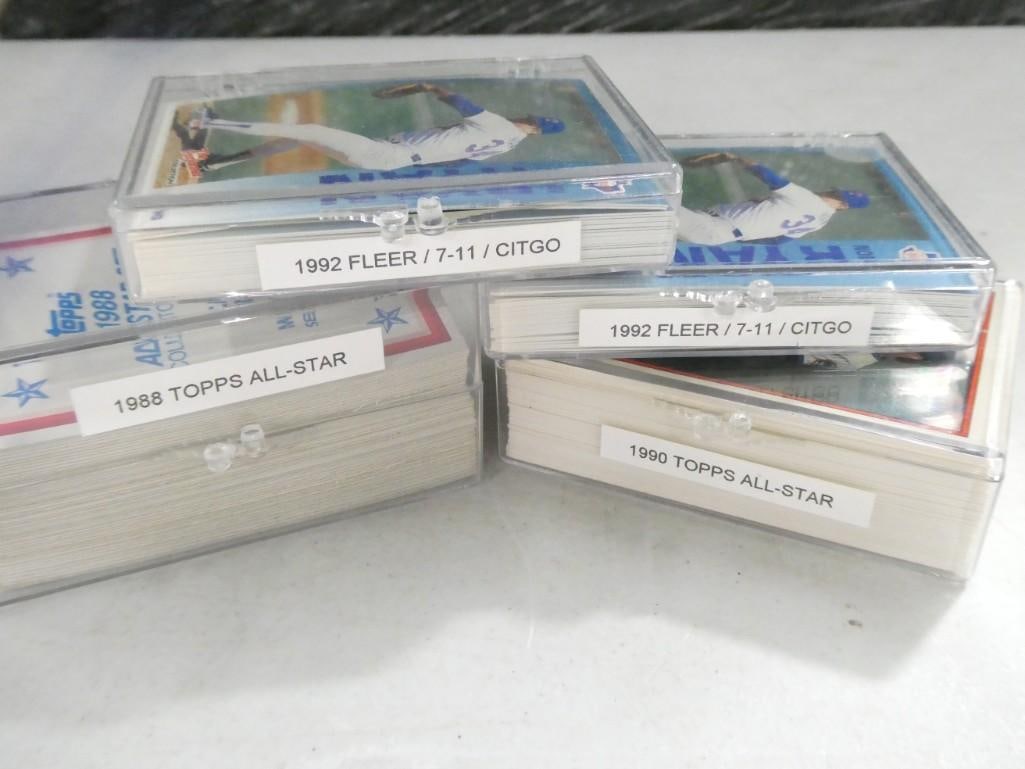 1992 FLEER / 7-11 / CITGO
RYAN
1992 FLEER / 7-11 / CITGO
TOPPS
1988
1988 TOPPS ALL-STAR
1990 TOPPS ALL-STAR